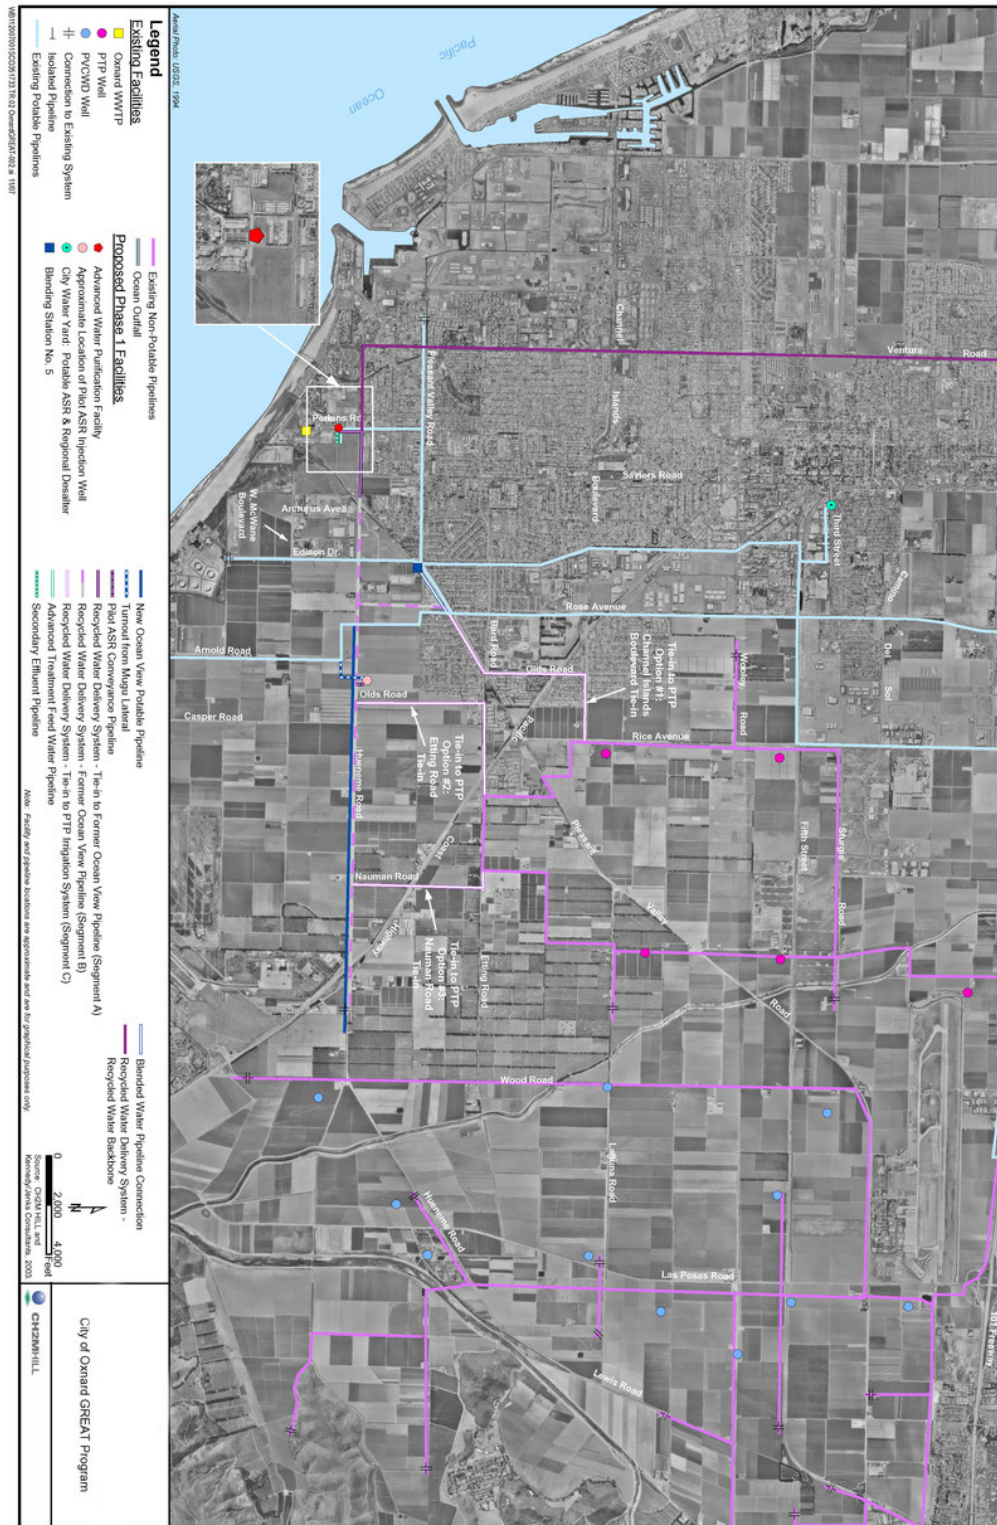 Pacific
Ocean
Channel
Islands
Boulevard
Ventura Road
Pleasant Valley Road
Perkins Rd
Saviers Road
Arcturus Ave
W. McWane
Boulevard
Edison Dr.
Third Street
Camino
Del
Sol
Rose Avenue
Bard Road
Arnold Road
Olds Road
Olds Road
Tie-in to PTP
Option #1:
Channel Islands
Boulevard Tie-in
Wooley
Road
Casper Road
Rice Avenue
Pacific
Coast
Highway
Tie-in to PTP
Option #2:
Etting Road
Tie-in
Hueneme Road
Pleasant
Valley
Road
Fifth Street
Sturgis
Road
Nauman Road
Etting Road
Tie-in to PTP
Option #3:
Nauman Road
Tie-in
Wood Road
Laguna Road
Hueneme Road
Las Posas Road
Lewis Road
101 Freeway
Aerial Photo: USGS, 1994.
Legend
Existing Facilities
Oxnard WWTP
PTP Well
PVCWD Well
Connection to Existing System
Isolated Pipeline
Existing Potable Pipelines
Existing Non-Potable Pipelines
Ocean Outfall
Proposed Phase 1 Facilities
Advanced Water Purification Facility
Approximate Location of Pilot ASR Injection Well
City Water Yard: Potable ASR & Regional Desalter
Blending Station No. 5
New Ocean View Potable Pipeline
Turnout from Mugu Lateral
Pilot ASR Conveyance Pipeline
Recycled Water Delivery System - Tie-in to Former Ocean View Pipeline (Segment A)
Recycled Water Delivery System - Former Ocean View Pipeline (Segment B)
Recycled Water Delivery System - Tie-in to PTP Irrigation System (Segment C)
Advanced Treatment Feed Water Pipeline
Secondary Effluent Pipeline
Blended Water Pipeline Connection
Recycled Water Delivery System -
Recycled Water Backbone
Note: Facility and pipeline locations are approximate and are for graphical purposes only.
N
0 2,000 4,000
Feet
Source: CH2M HILL and
Kennedy/Jenks Consultants, 2003.
City of Oxnard GREAT Program
CH2MHILL